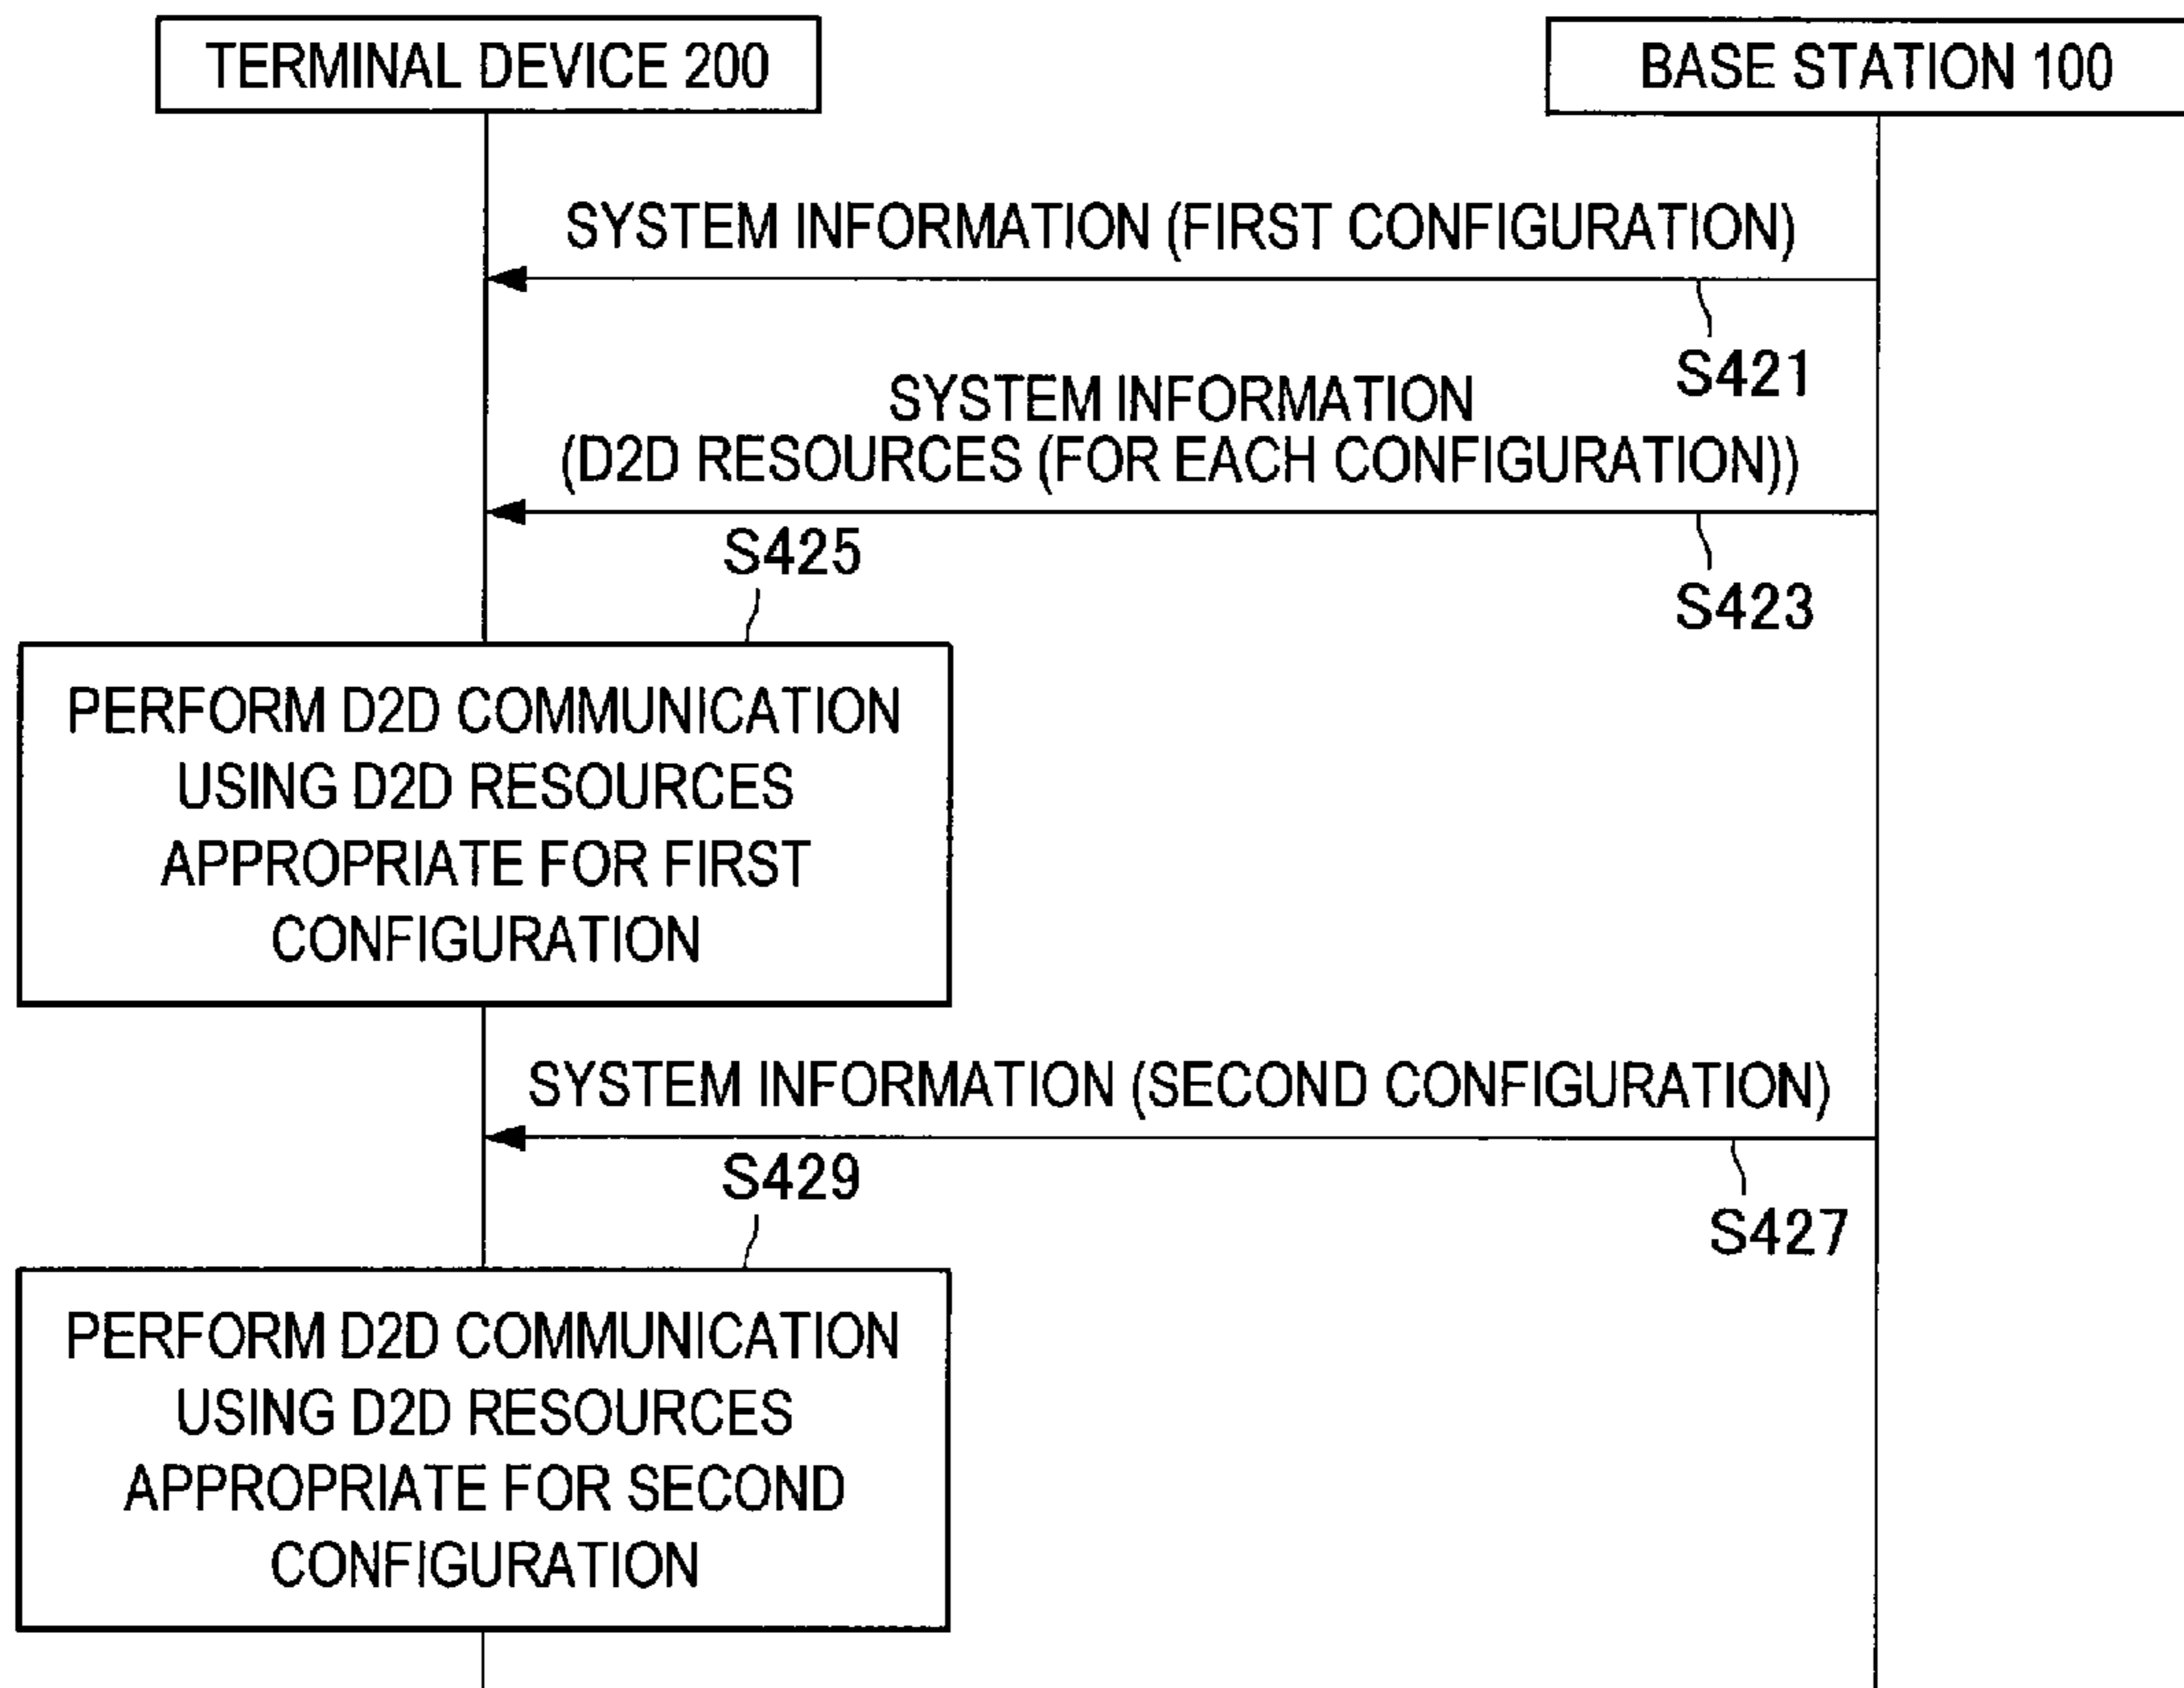 TERMINAL DEVICE 200
BASE STATION 100
SYSTEM INFORMATION (FIRST CONFIGURATION)
S421
SYSTEM INFORMATION
(D2D RESOURCES (FOR EACH CONFIGURATION))
S425
S423
PERFORM D2D COMMUNICATION
USING D2D RESOURCES
APPROPRIATE FOR FIRST
CONFIGURATION
SYSTEM INFORMATION (SECOND CONFIGURATION)
S429
S427
PERFORM D2D COMMUNICATION
USING D2D RESOURCES
APPROPRIATE FOR SECOND
CONFIGURATION